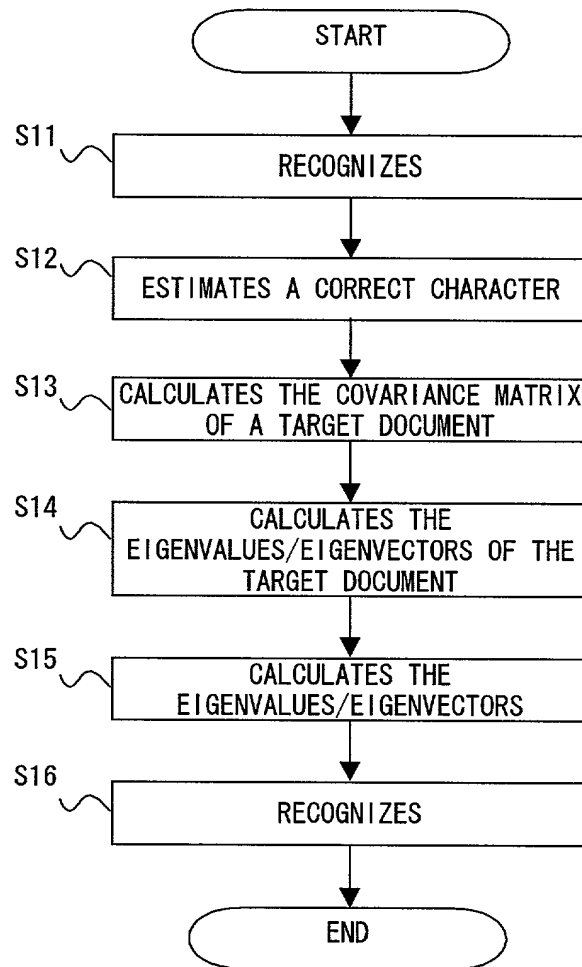 START
S11
RECOGNIZES
S12
ESTIMATES A CORRECT CHARACTER
S13
CALCULATES THE COVARIANCE MATRIX
OF A TARGET DOCUMENT
S14
CALCULATES THE
EIGENVALUES/EIGENVECTORS OF THE
TARGET DOCUMENT
S15
CALCULATES THE
EIGENVALUES/EIGENVECTORS
S16
RECOGNIZES
END